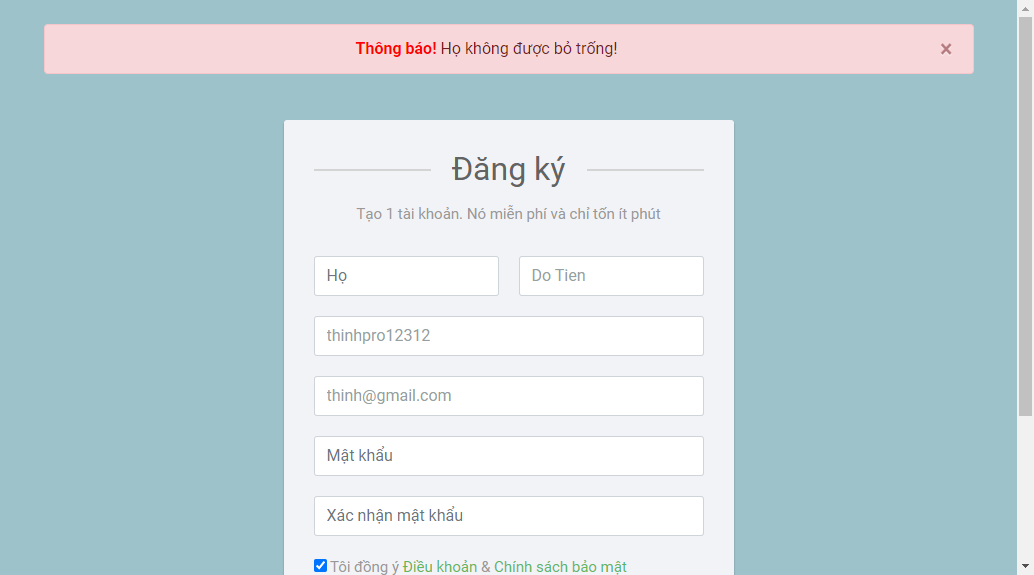 Thông báo! Họ không được bỏ trống! ×
Đăng ký
Tạo 1 tài khoản. Nó miễn phí và chỉ tốn ít phút
Họ Do Tien
thinhpro12312
thinh@gmail.com
Mật khẩu
Xác nhận mật khẩu
Tôi đồng ý Điều khoản & Chính sách bảo mật